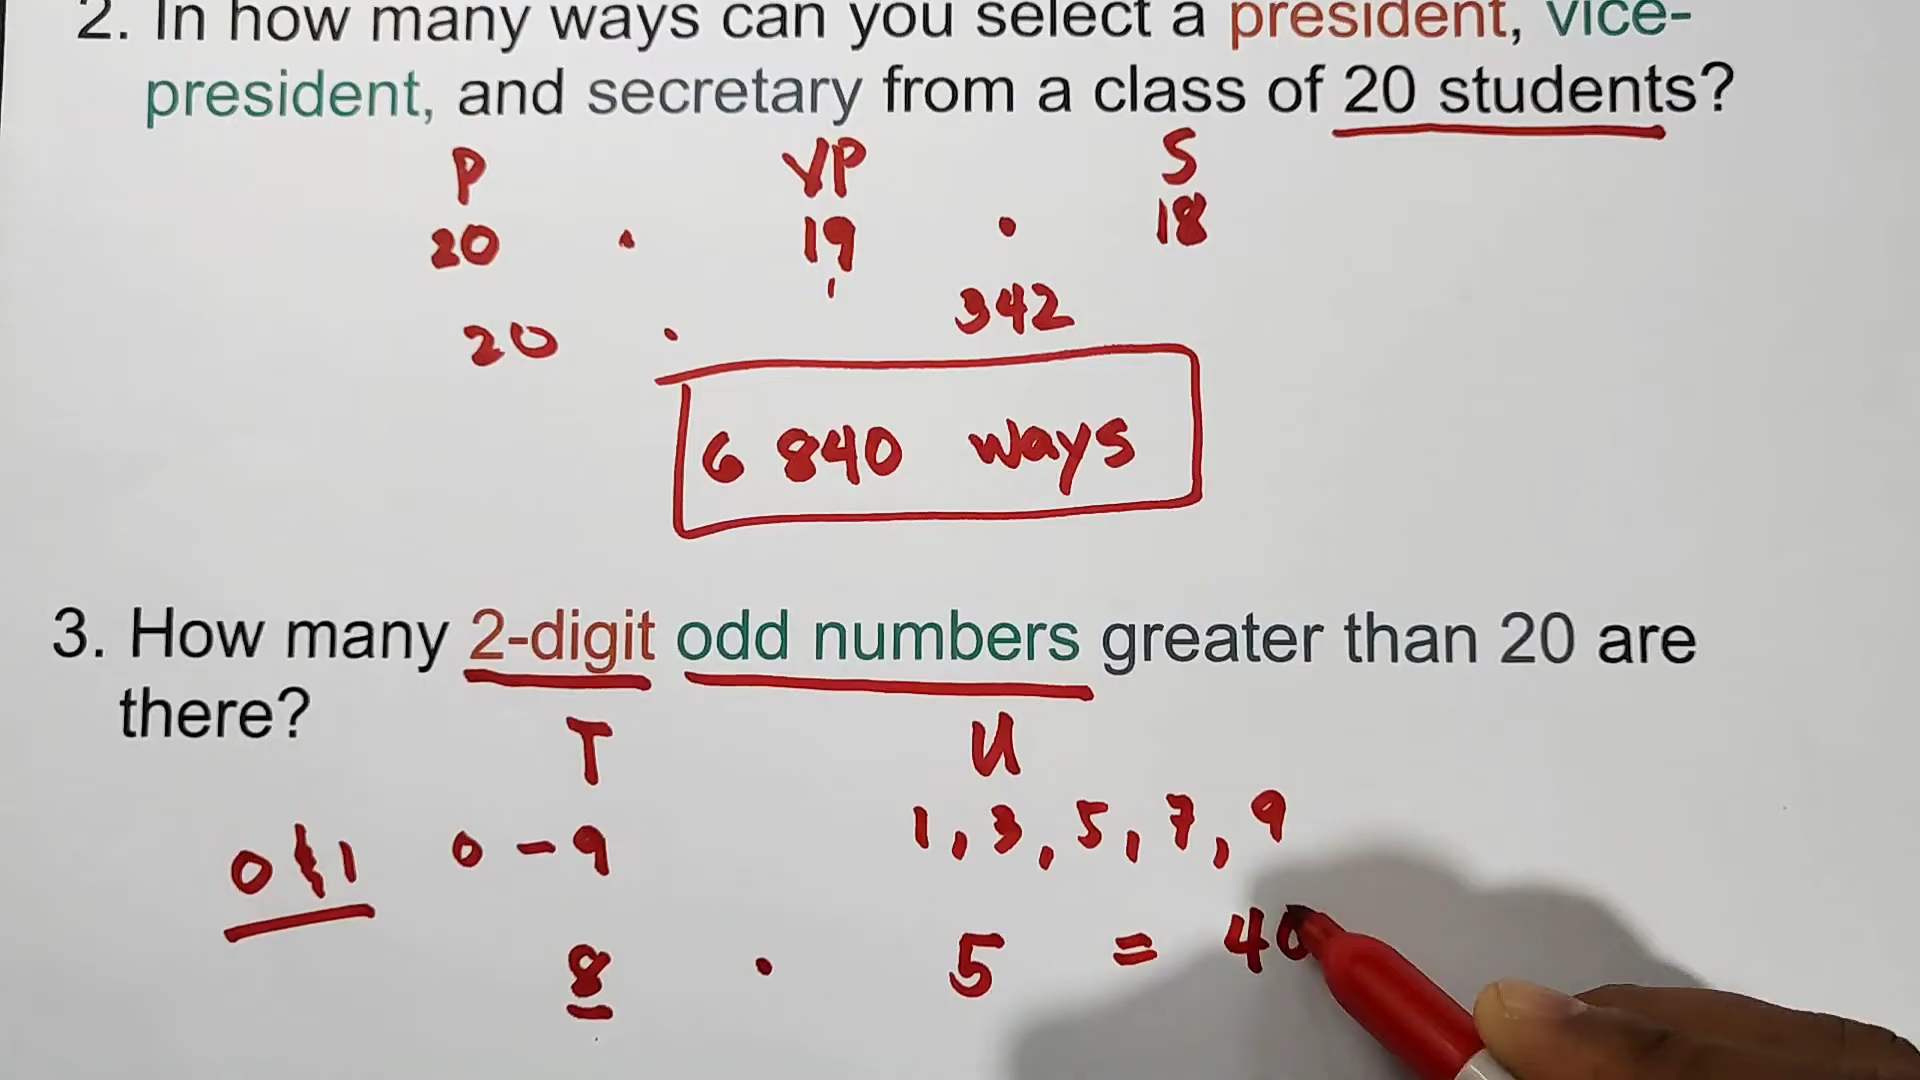 2. In how many ways can you select a president, vice-
president, and secretary from a class of 20 students?
P VP S
20 · 19 · 18
20 · 342
6 840 ways
3. How many 2-digit odd numbers greater than 20 are
there?
T U
0 & 1 0 - 9 1, 3, 5, 7, 9
8 · 5 = 40